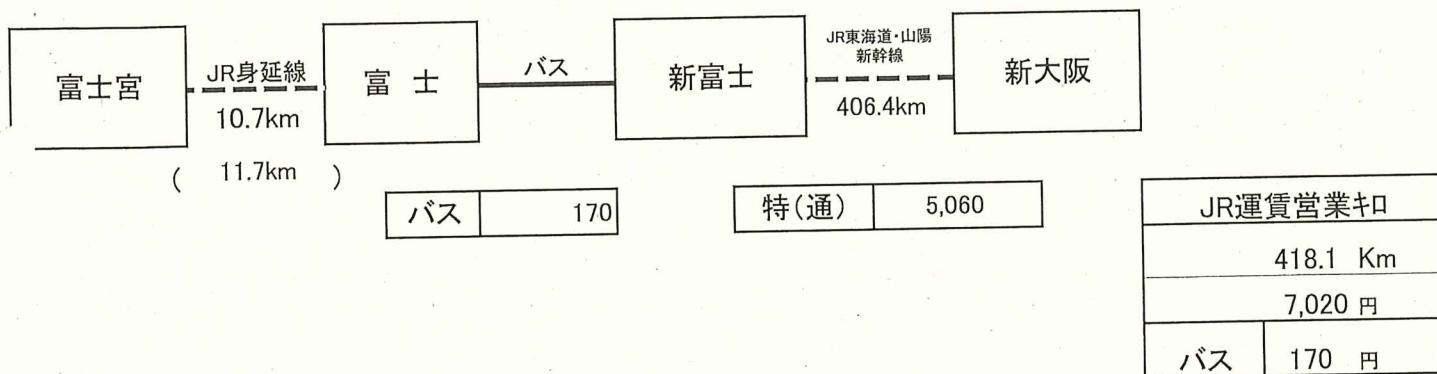 富士宮
JR身延線
10.7km
( 11.7km )
富 士
バス
新富士
JR東海道・山陽
新幹線
406.4km
新大阪
バス 170
特(通) 5,060
JR運賃営業キロ
418.1 Km
7,020 円
バス 170 円